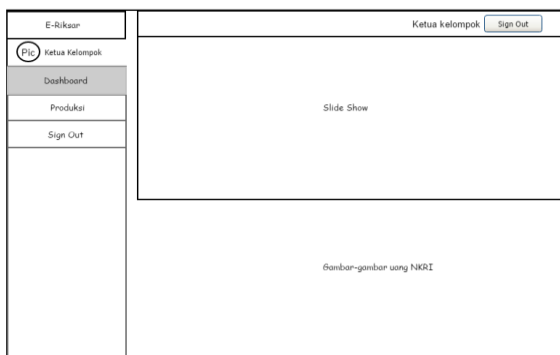 E-Riksar
Ketua kelompok
Sign Out
Pic
Ketua Kelompok
Dashboard
Produksi
Sign Out
Slide Show
Gambar-gambar uang NKRI